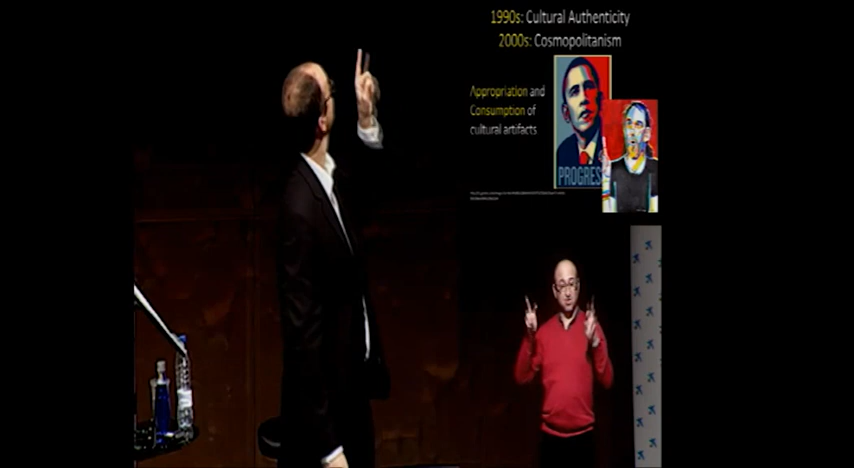 1990s: Cultural Authenticity
2000s: Cosmopolitanism
Appropriation and
Consumption of
cultural artifacts
PROGRESS